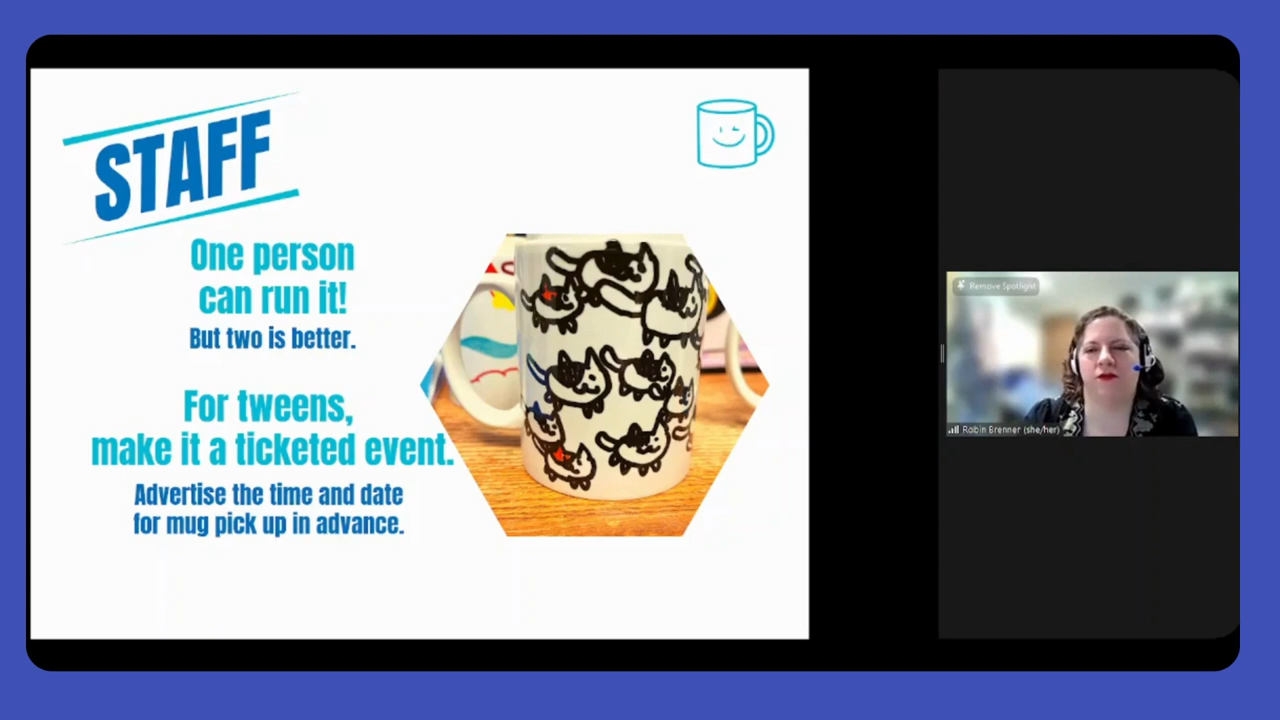 STAFF
One person
can run it!
But two is better.
For tweens,
make it a ticketed event.
Advertise the time and date
for mug pick up in advance.
Remove Spotlight
Robin Brenner (she/her)